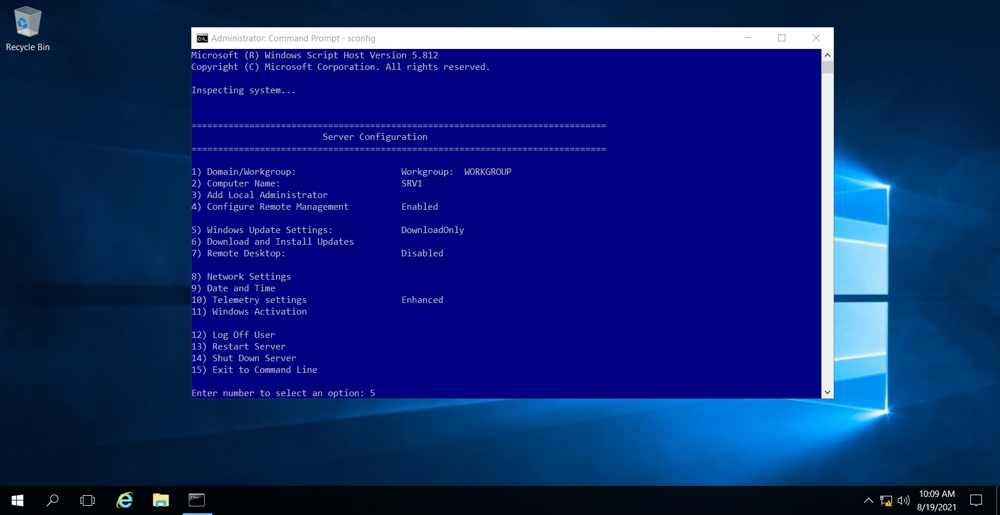 Recycle Bin
Administrator: Command Prompt - sconfig
Microsoft (R) Windows Script Host Version 5.812
Copyright (C) Microsoft Corporation. All rights reserved.
Inspecting system...
===============================================================================
Server Configuration
===============================================================================
1) Domain/Workgroup: Workgroup: WORKGROUP
2) Computer Name: SRV1
3) Add Local Administrator
4) Configure Remote Management Enabled
5) Windows Update Settings: DownloadOnly
6) Download and Install Updates
7) Remote Desktop: Disabled
8) Network Settings
9) Date and Time
10) Telemetry settings Enhanced
11) Windows Activation
12) Log Off User
13) Restart Server
14) Shut Down Server
15) Exit to Command Line
Enter number to select an option: 5
10:09 AM
8/19/2021